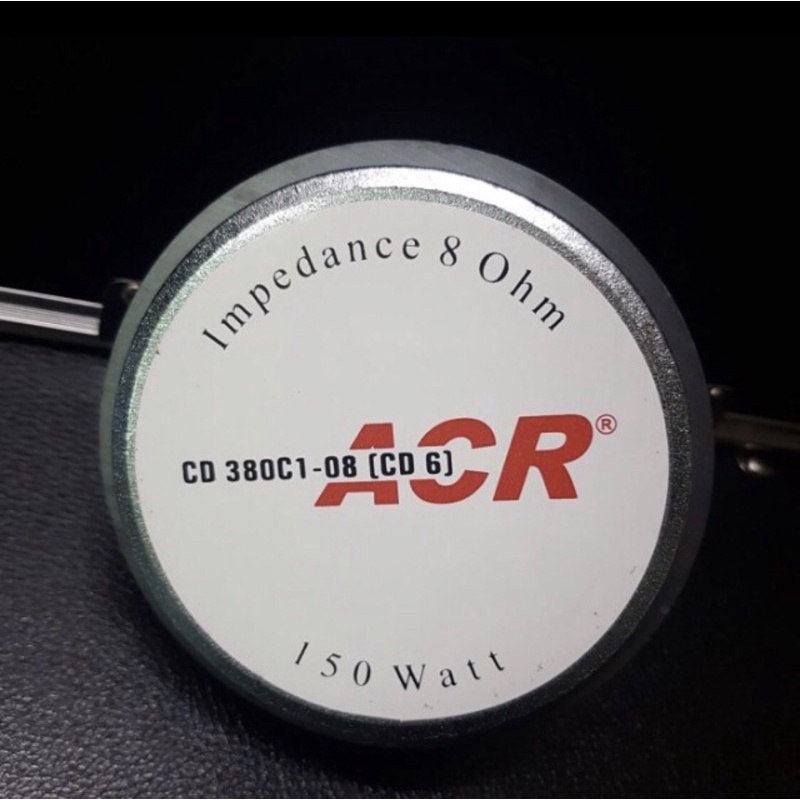 Impedance 8 Ohm
ACR®
CD 380C1-08 (CD 6)
150 Watt